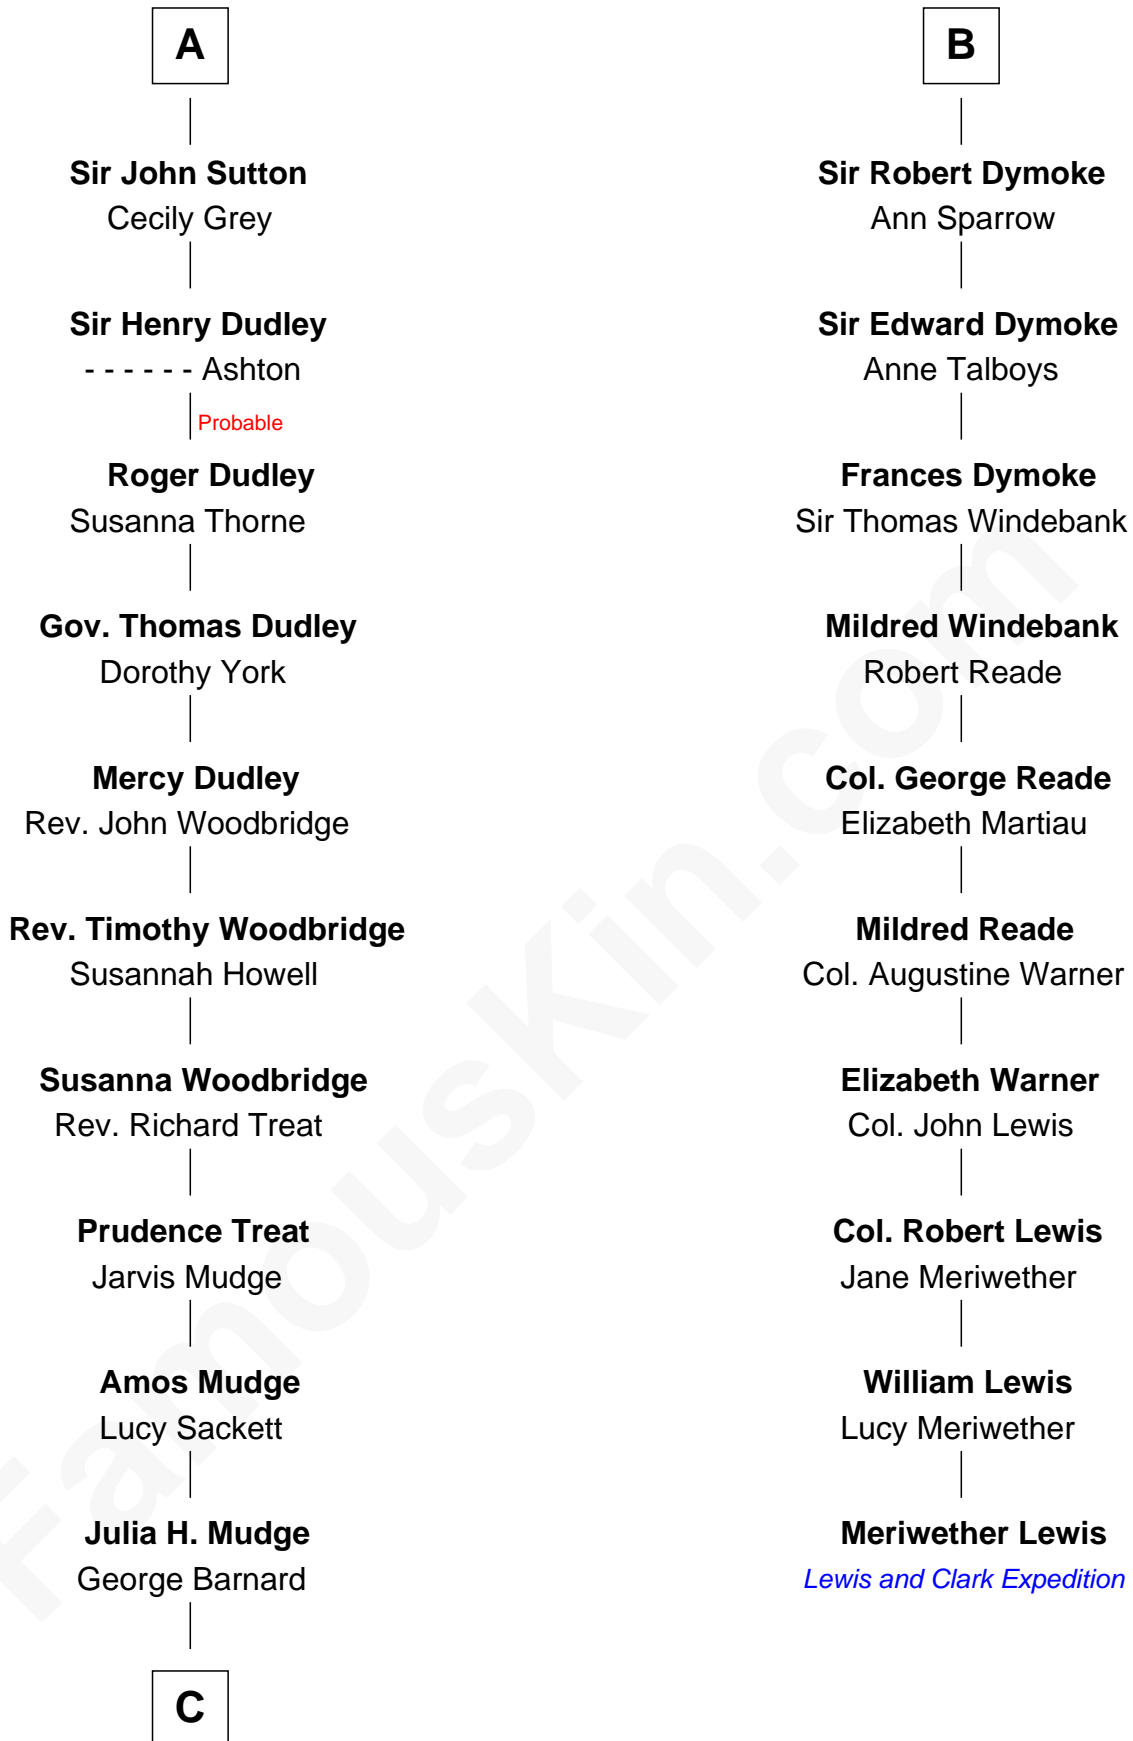 A
Sir John Sutton
Cecily Grey
Sir Henry Dudley
- - - - - - Ashton
Probable
Roger Dudley
Susanna Thorne
Gov. Thomas Dudley
Dorothy York
Mercy Dudley
Rev. John Woodbridge
Rev. Timothy Woodbridge
Susannah Howell
Susanna Woodbridge
Rev. Richard Treat
Prudence Treat
Jarvis Mudge
Amos Mudge
Lucy Sackett
Julia H. Mudge
George Barnard
C
B
Sir Robert Dymoke
Ann Sparrow
Sir Edward Dymoke
Anne Talboys
Frances Dymoke
Sir Thomas Windebank
Mildred Windebank
Robert Reade
Col. George Reade
Elizabeth Martiau
Mildred Reade
Col. Augustine Warner
Elizabeth Warner
Col. John Lewis
Col. Robert Lewis
Jane Meriwether
William Lewis
Lucy Meriwether
Meriwether Lewis
Lewis and Clark Expedition
FamousKin.com